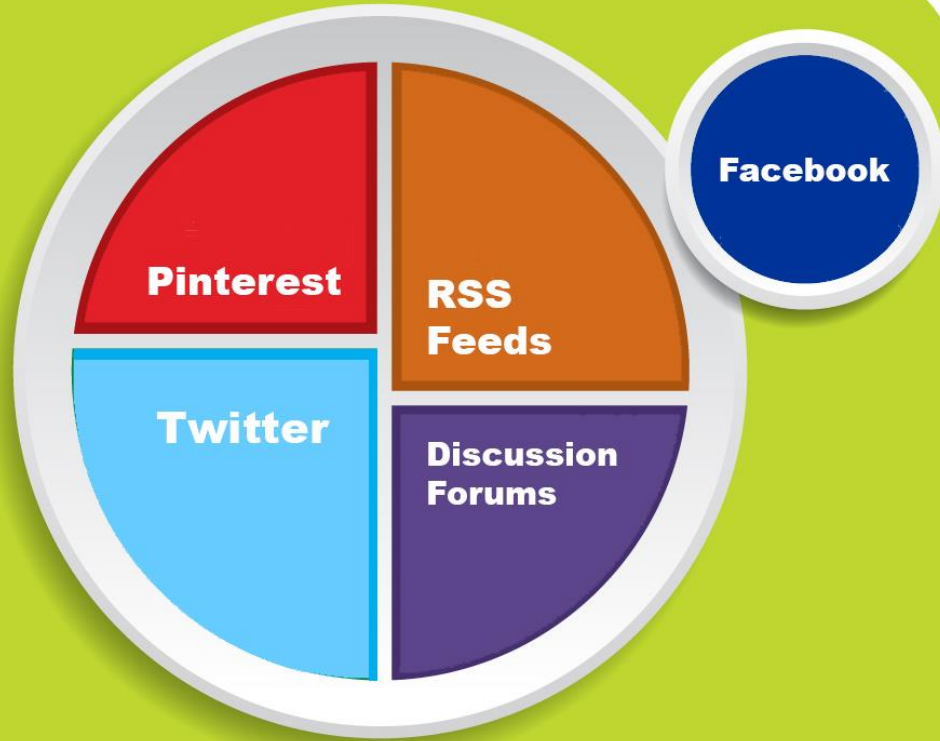 Pinterest
RSS
Feeds
Facebook
Twitter
Discussion
Forums